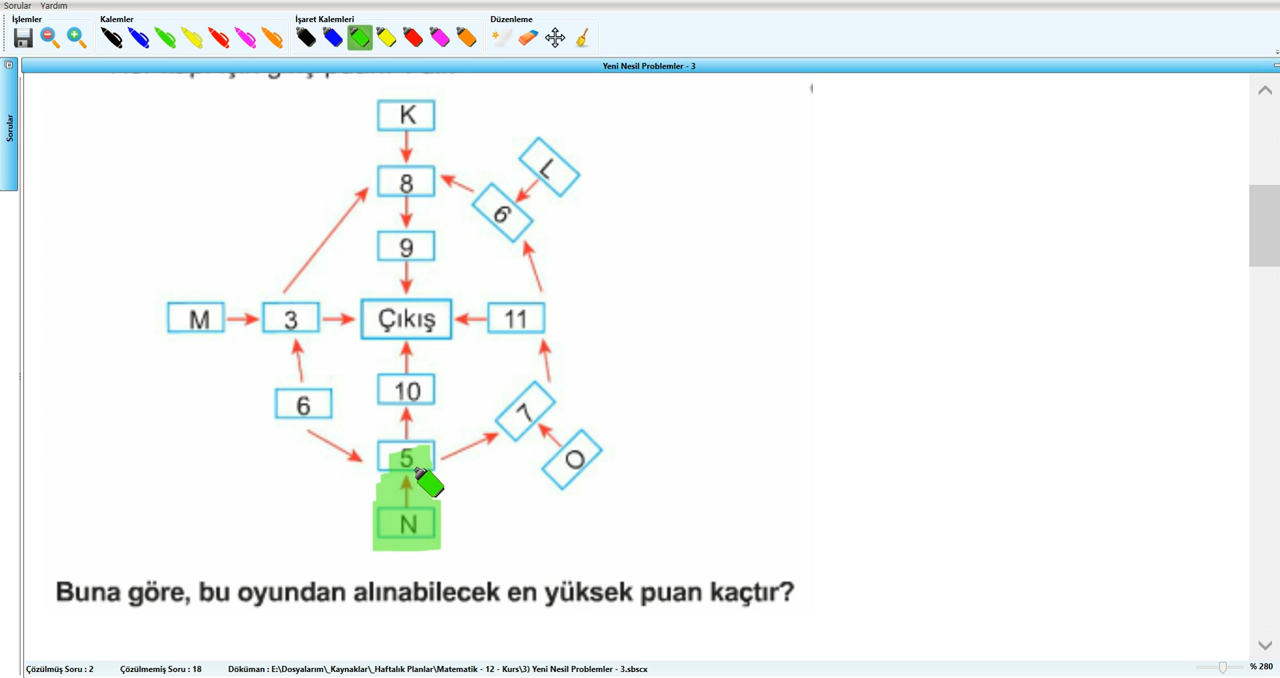 Sorular Yardım
İşlemler Kalemler İşaret Kalemleri Düzenleme
Yeni Nesil Problemler - 3
Sorular
K
L
8
6
9
M 3 Çıkış 11
6 10 7
5 O
N
Buna göre, bu oyundan alınabilecek en yüksek puan kaçtır?
Çözülmüş Soru : 2 Çözülmemiş Soru : 18 Döküman : E:\Dosyalarım\_Kaynaklar\_Haftalık Planlar\Matematik - 12 - Kurs\3) Yeni Nesil Problemler - 3.sbscx % 280